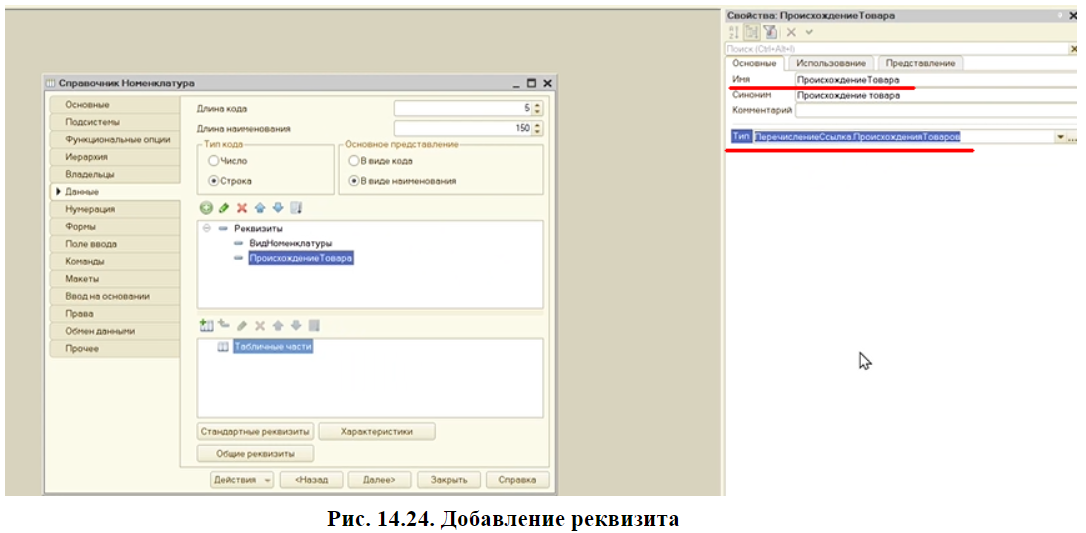 Свойства: ПроисхождениеТовара
Поиск (Ctrl+Alt+I)
Основные Использование Представление
Имя ПроисхождениеТовара
Синоним Происхождение товара
Комментарий
Тип ПеречислениеСсылка.ПроисхожденияТоваров
Справочник Номенклатура
Основные
Подсистемы
Функциональные опции
Иерархия
Владельцы
Данные
Нумерация
Формы
Поле ввода
Команды
Макеты
Ввод на основании
Права
Обмен данными
Прочее
Длина кода 5
Длина наименования 150
Тип кода
Число
Строка
Основное представление
В виде кода
В виде наименования
Реквизиты
ВидНоменклатуры
ПроисхождениеТовара
Табличные части
Стандартные реквизиты Характеристики
Общие реквизиты
Действия <Назад Далее> Закрыть Справка
Рис. 14.24. Добавление реквизита